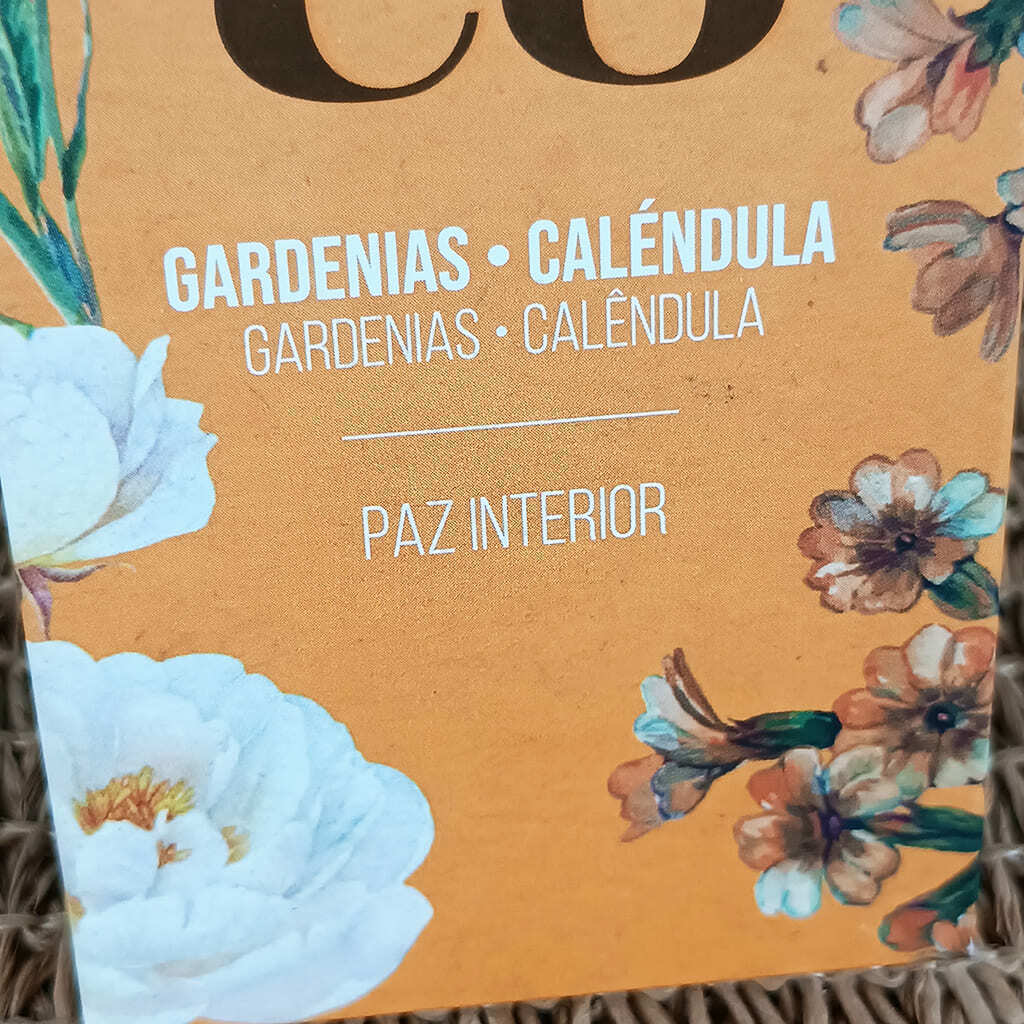 GARDENIAS • CALÉNDULA
GARDENIAS • CALÊNDULA
PAZ INTERIOR